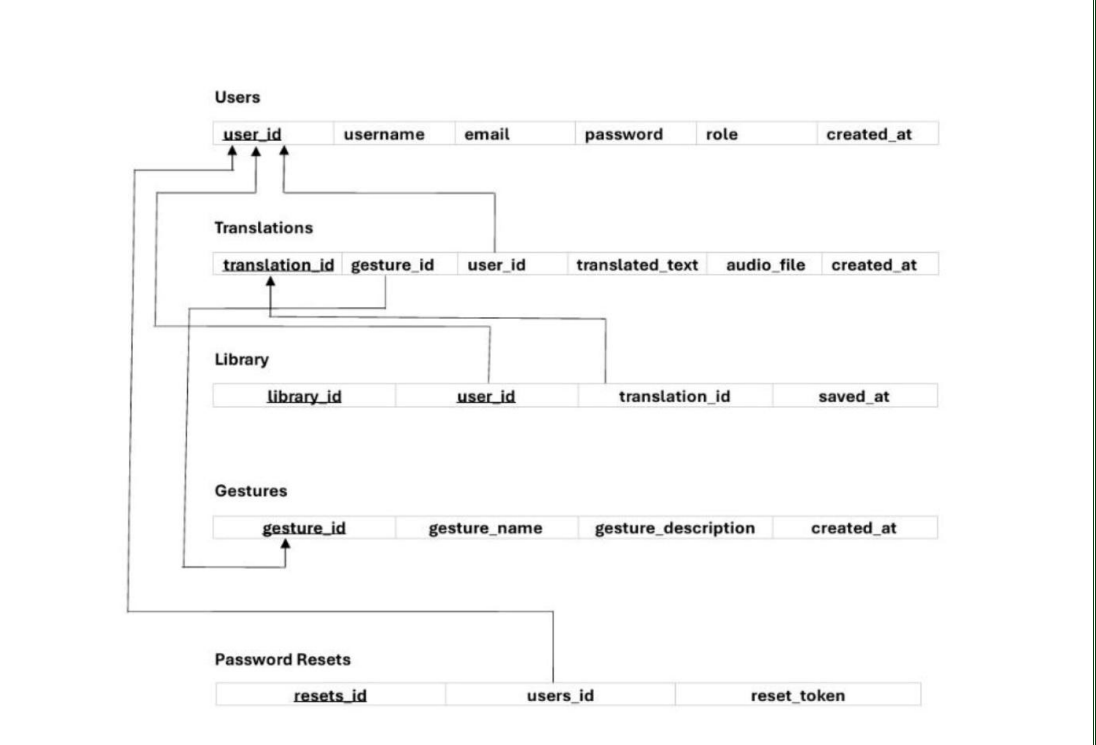 Users
user_id username email password role created_at
Translations
translation_id gesture_id user_id translated_text audio_file created_at
Library
library_id user_id translation_id saved_at
Gestures
gesture_id gesture_name gesture_description created_at
Password Resets
resets_id users_id reset_token